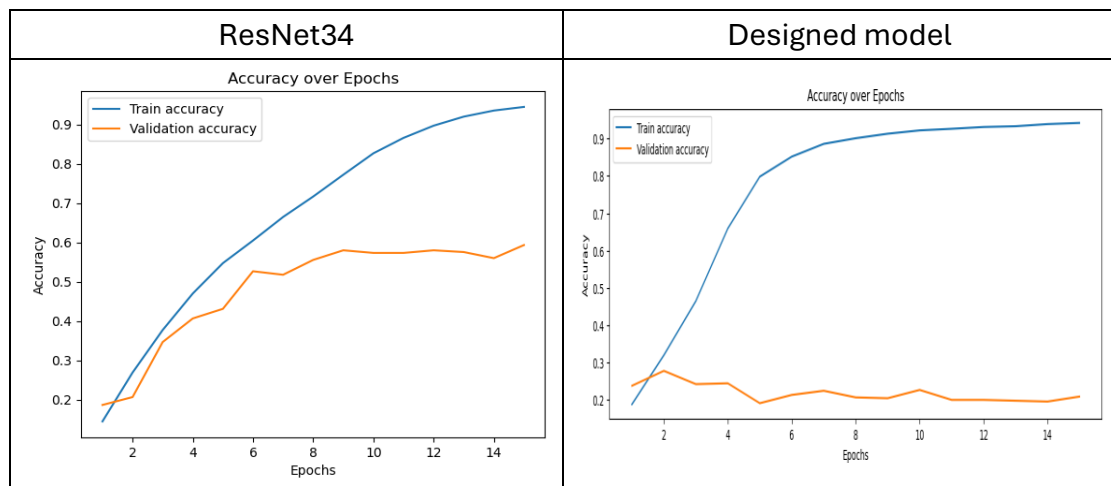 ResNet34
Designed model
Accuracy over Epochs
Train accuracy
Validation accuracy
0.9
0.8
0.7
0.6
0.5
0.4
0.3
0.2
Accuracy
2 4 6 8 10 12 14
Epochs
Accuracy over Epochs
Train accuracy
Validation accuracy
0.9
0.8
0.7
0.6
0.5
0.4
0.3
0.2
Accuracy
2 4 6 8 10 12 14
Epochs